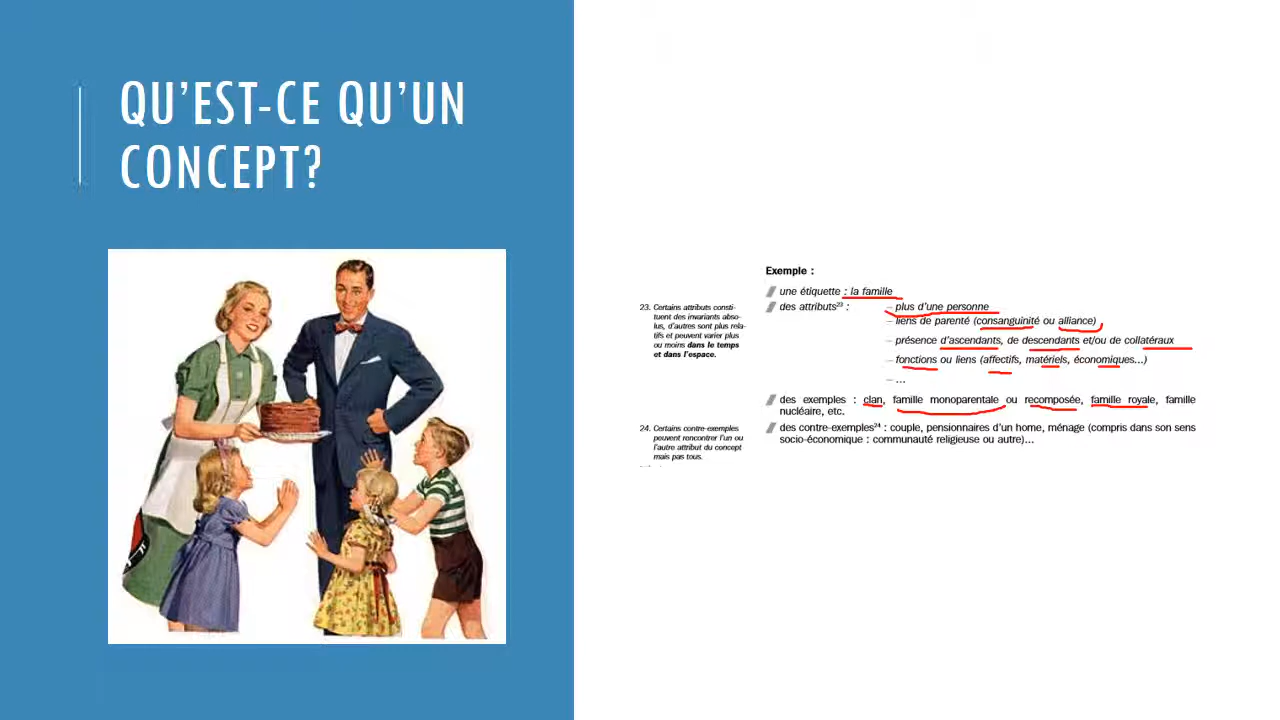 QU’EST-CE QU’UN
CONCEPT?
Exemple :
une étiquette : la famille
des attributs²³ :
– plus d’une personne
– liens de parenté (consanguinité ou alliance)
– présence d’ascendants, de descendants et/ou de collatéraux
– fonctions ou liens (affectifs, matériels, économiques...)
– ...
des exemples : clan, famille monoparentale ou recomposée, famille royale, famille
nucléaire, etc.
des contre-exemples²⁴ : couple, pensionnaires d’un home, ménage (compris dans son sens
socio-économique : communauté religieuse ou autre)...
23. Certains attributs consti-
tuent des invariants abso-
lus, d’autres sont plus rela-
tifs et peuvent varier plus
ou moins dans le temps
et dans l’espace.
24. Certains contre-exemples
peuvent rencontrer l’un ou
l’autre attribut du concept
mais pas tous.